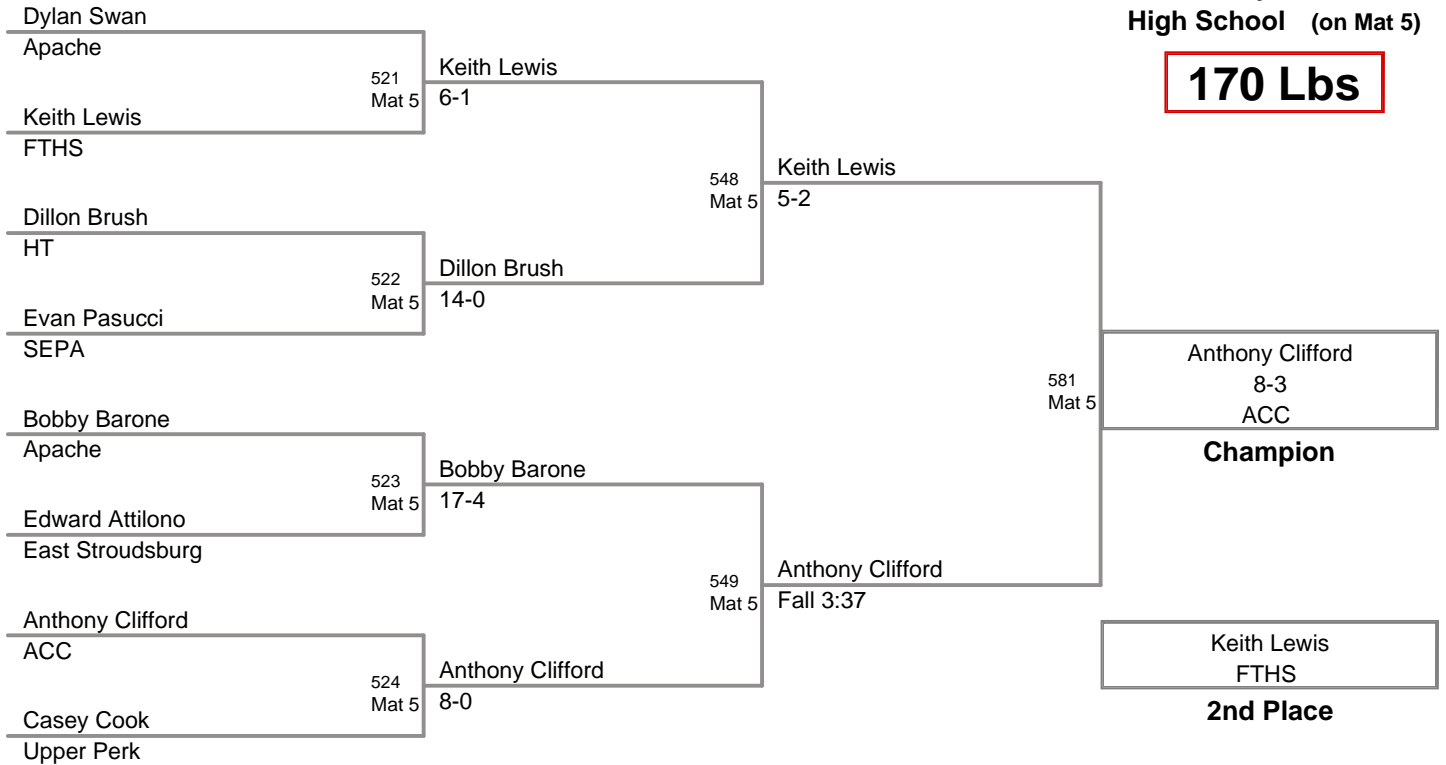 High School (on Mat 5)
170 Lbs
Dylan Swan
Apache
521
Mat 5
Keith Lewis
6-1
Keith Lewis
FTHS
548
Mat 5
Keith Lewis
5-2
Dillon Brush
HT
522
Mat 5
Dillon Brush
14-0
Evan Pasucci
SEPA
581
Mat 5
Anthony Clifford
8-3
ACC
Champion
Bobby Barone
Apache
523
Mat 5
Bobby Barone
17-4
Edward Attilono
East Stroudsburg
549
Mat 5
Anthony Clifford
Fall 3:37
Anthony Clifford
ACC
524
Mat 5
Anthony Clifford
8-0
Casey Cook
Upper Perk
Keith Lewis
FTHS
2nd Place